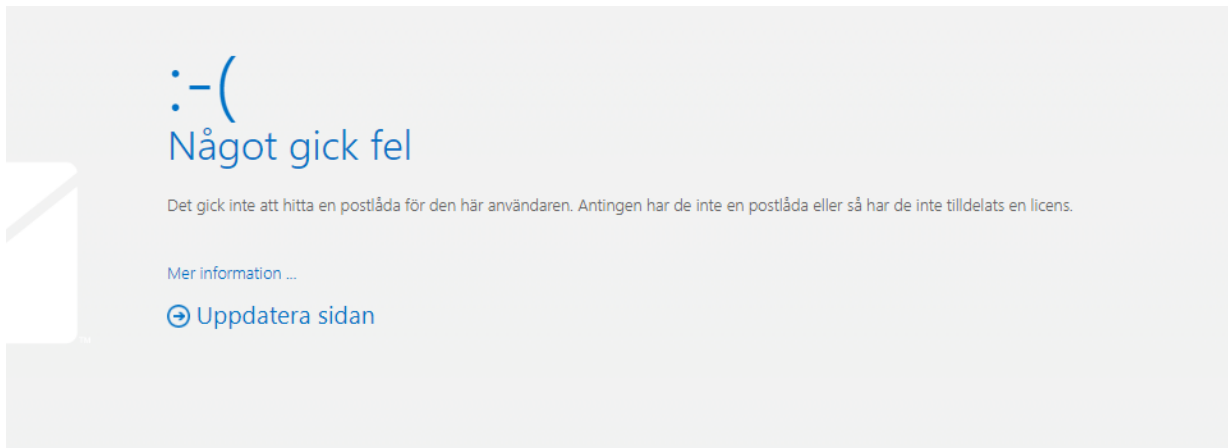 :-(
Något gick fel
Det gick inte att hitta en postlåda för den här användaren. Antingen har de inte en postlåda eller så har de inte tilldelats en licens.
Mer information ...
Uppdatera sidan
TM